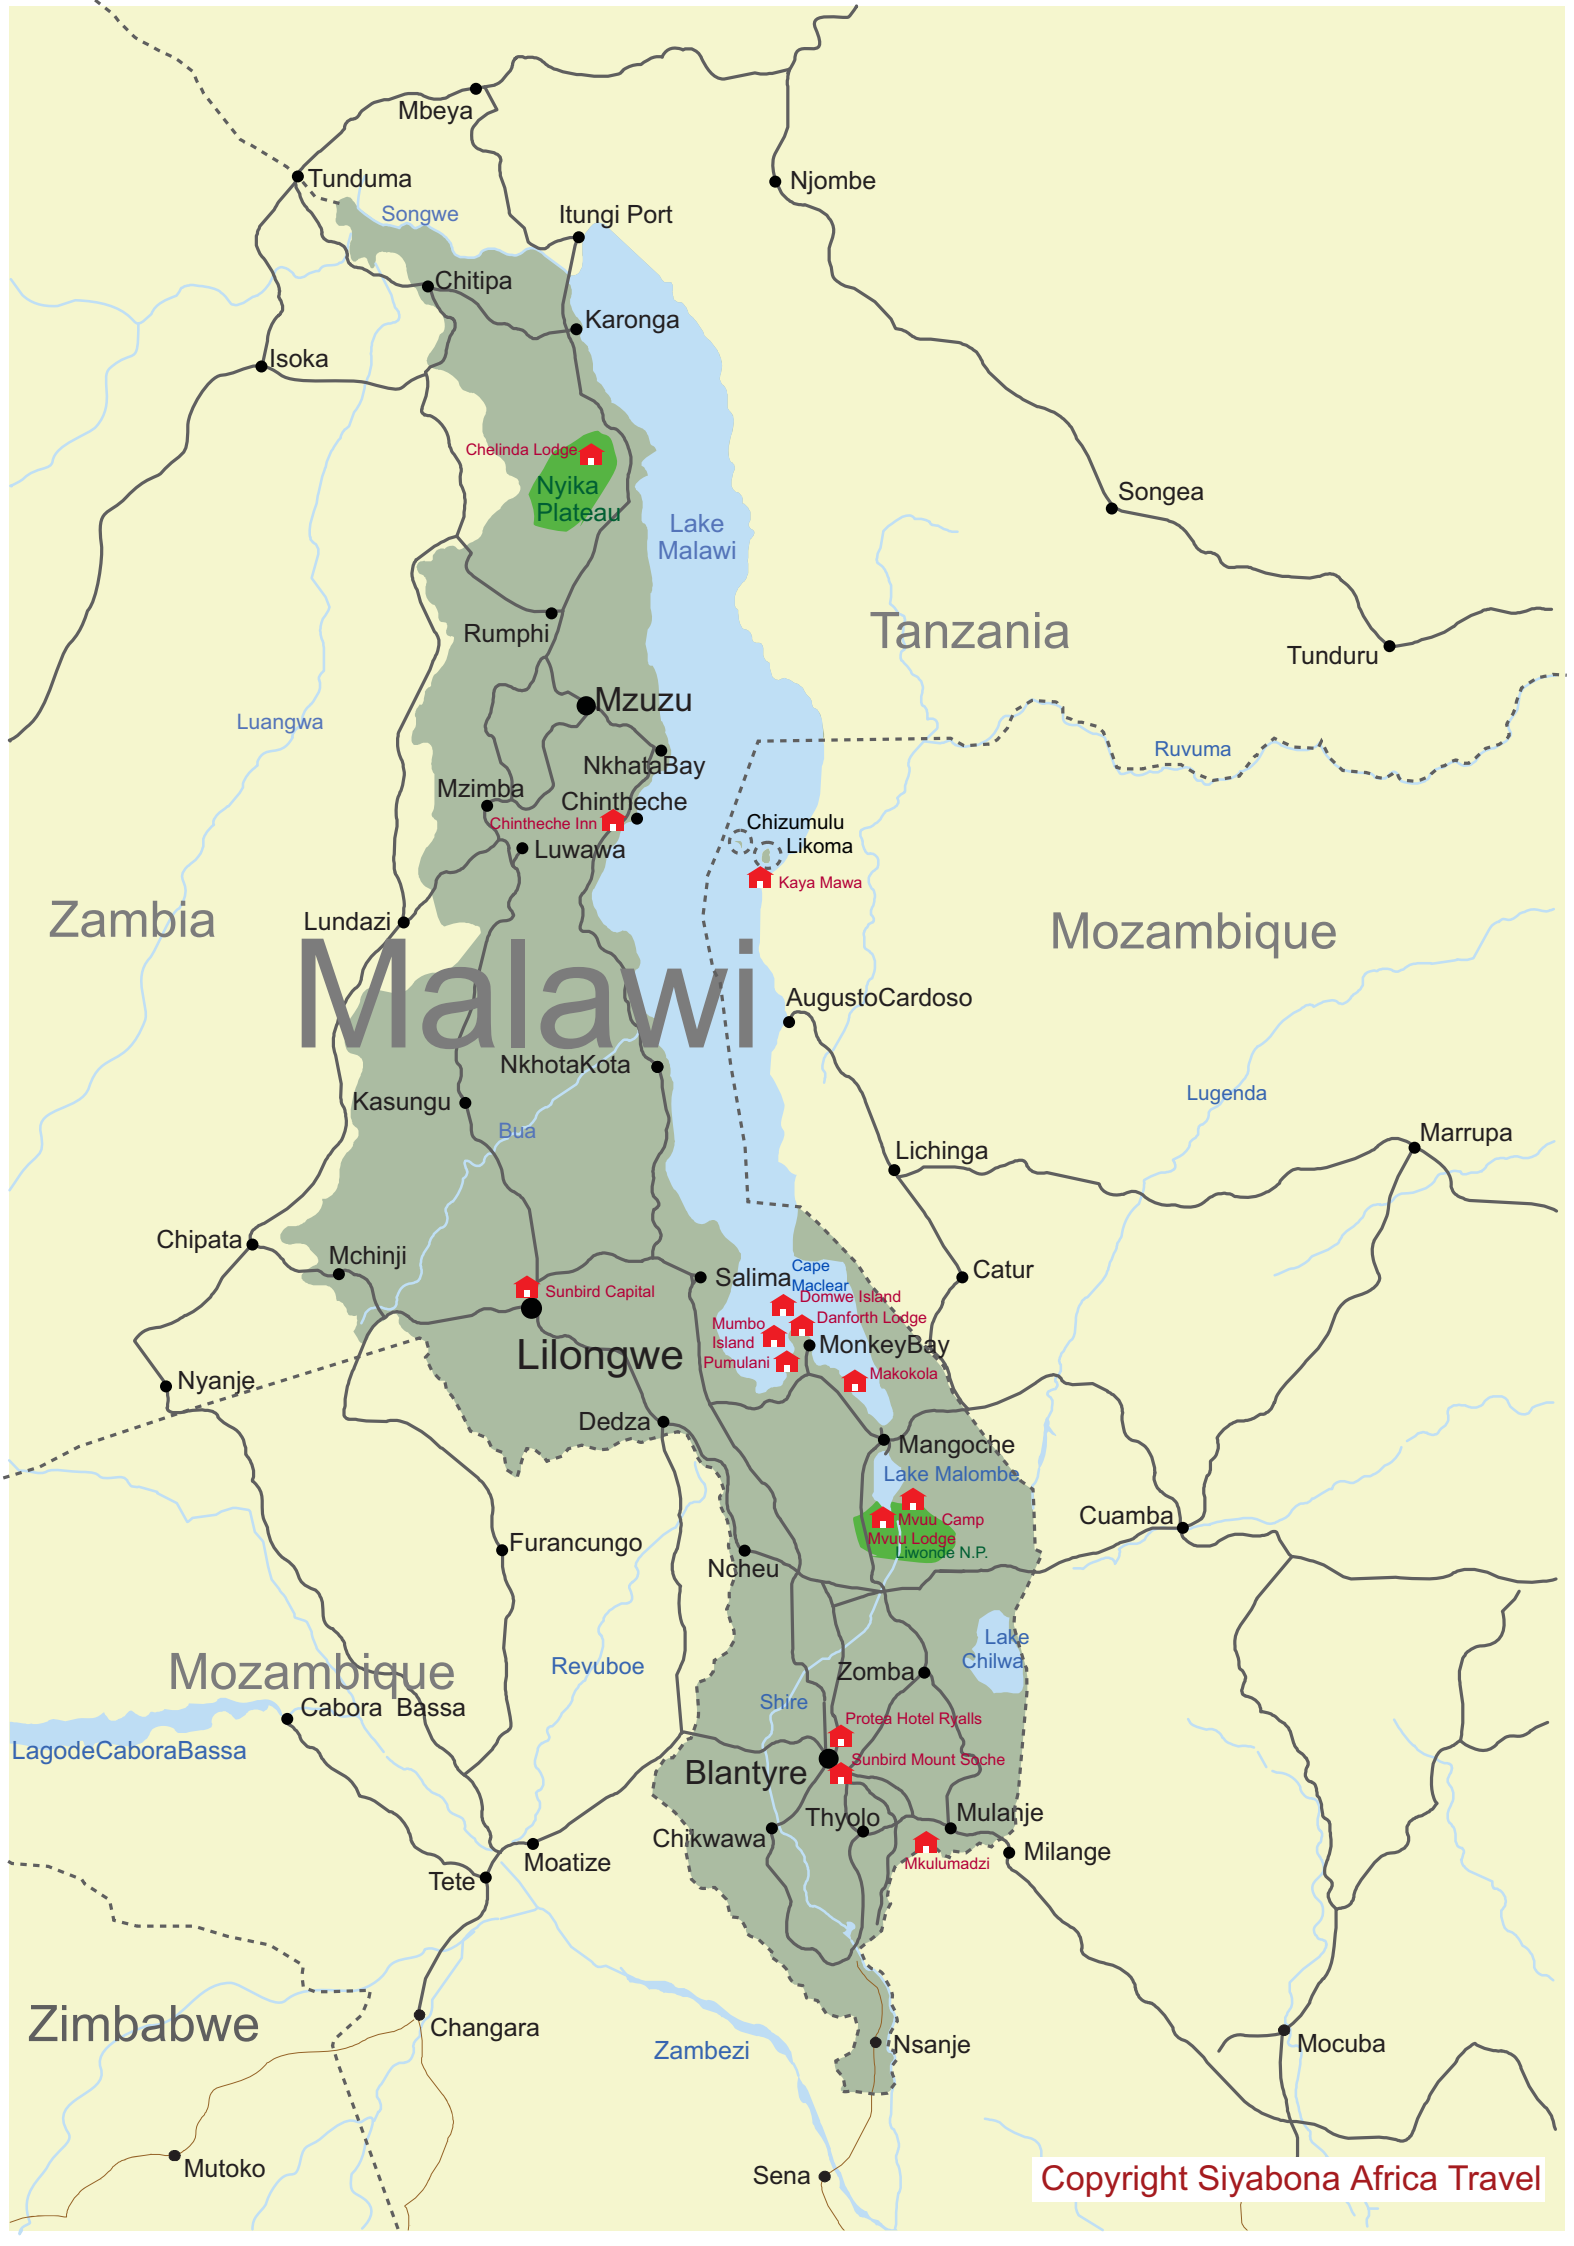 Mbeya
Tunduma
Njombe
Songwe
Itungi Port
Chitipa
Karonga
Isoka
Chelinda Lodge
Nyika
Plateau
Songea
Lake
Malawi
Tanzania
Rumphi
Tunduru
Mzuzu
Luangwa
Ruvuma
NkhataBay
Mzimba
Chintheche
Chintheche Inn
Chizumulu
Luwawa
Likoma
Kaya Mawa
Zambia
Lundazi
Mozambique
Malawi
AugustoCardoso
NkhotaKota
Kasungu
Lugenda
Bua
Marrupa
Lichinga
Chipata
Mchinji
Salima
Cape
Maclear
Catur
Sunbird Capital
Domwe Island
Danforth Lodge
Mumbo
Island
MonkeyBay
Lilongwe
Pumulani
Makokola
Nyanje
Dedza
Mangoche
Lake Malombe
Cuamba
Mvuu Camp
Mvuu Lodge
Liwonde N.P.
Furancungo
Ncheu
Lake
Chilwa
Mozambique
Revuboe
Zomba
Cabora Bassa
Shire
Protea Hotel Ryalls
LagodeCaboraBassa
Sunbird Mount Soche
Blantyre
Thyolo
Mulanje
Chikwawa
Milange
Moatize
Mkulumadzi
Tete
Zimbabwe
Changara
Zambezi
Nsanje
Mocuba
Mutoko
Sena
Copyright Siyabona Africa Travel